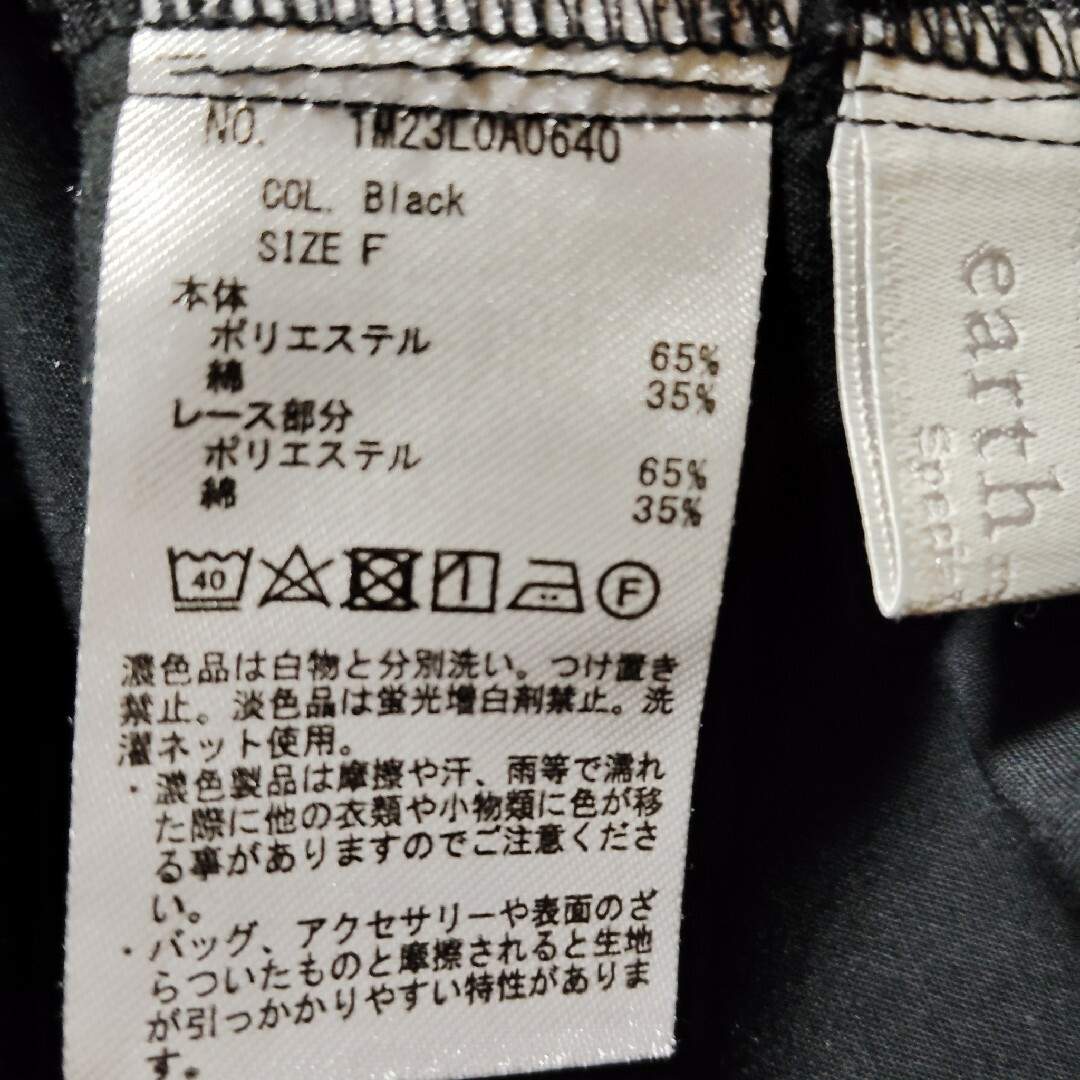 NO. 1M23L0A0640
COL. Black
SIZE F
本体
ポリエステル 65%
綿 35%
レース部分
ポリエステル 65%
綿 35%
40
F
濃色品は白物と分別洗い。つけ置き
禁止。淡色品は蛍光増白剤禁止。洗
濯ネット使用。
・濃色製品は摩擦や汗、雨等で濡れ
た際に他の衣類や小物類に色が移
る事がありますのでご注意くださ
い。
・バッグ、アクセサリーや表面のざ
らついたものと摩擦されると生地
が引っかかりやすい特性がありま
す。
earth